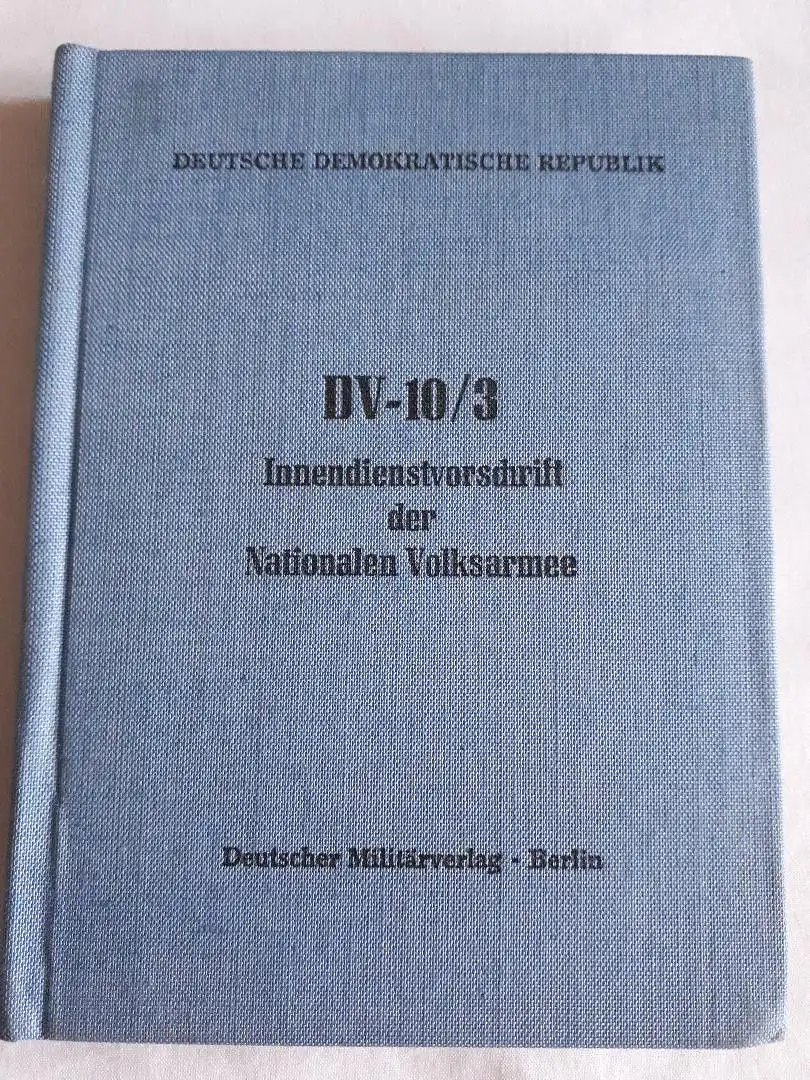 DEUTSCHE DEMOKRATISCHE REPUBLIK
DV-10/3
Innendienstvorschrift
der
Nationalen Volksarmee
Deutscher Militärverlag - Berlin